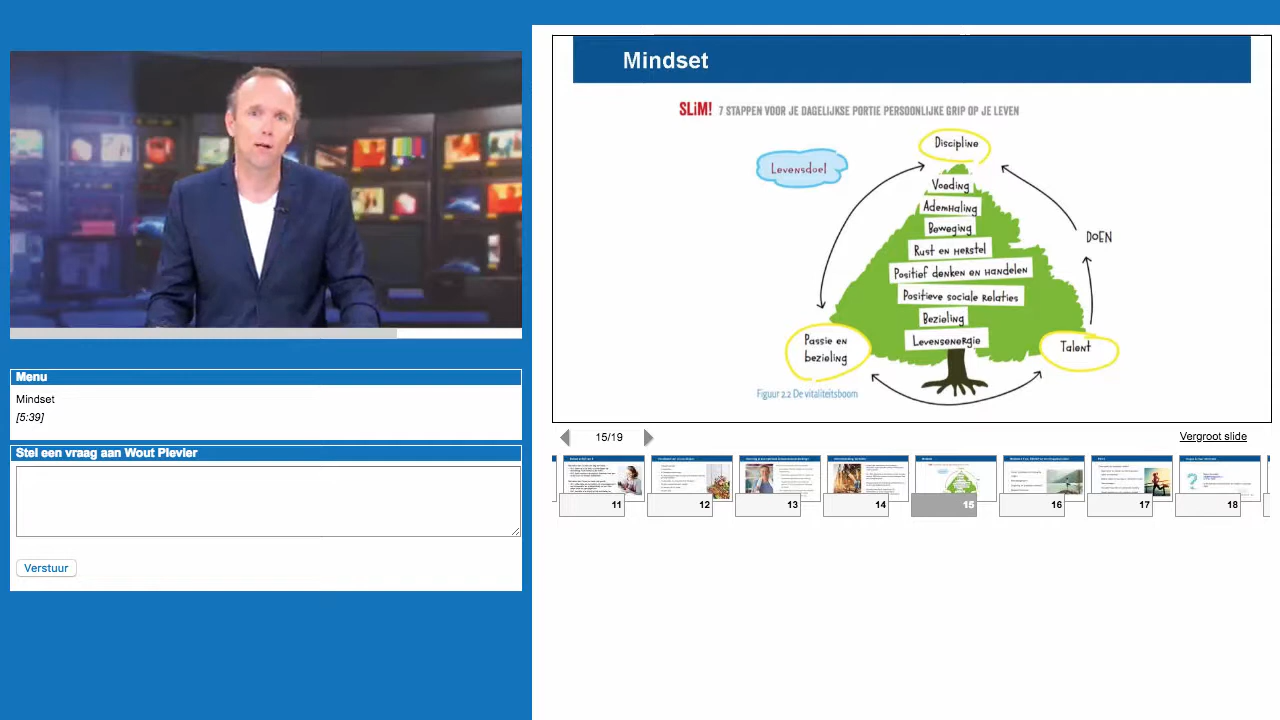 Menu
Mindset
[5:39]
Stel een vraag aan Wout Plevier
Verstuur
Mindset
SLiM! 7 STAPPEN VOOR JE DAGELIJKSE PORTIE PERSOONLIJKE GRIP OP JE LEVEN
Discipline
Levensdoel
Voeding
Ademhaling
Beweging
DOEN
Rust en herstel
Positief denken en handelen
Positieve sociale relaties
Bezieling
Levensenergie
Passie en
bezieling
Talent
Figuur 2.2 De vitaliteitsboom
15/19
Vergroot slide
11
12
13
14
15
16
17
18